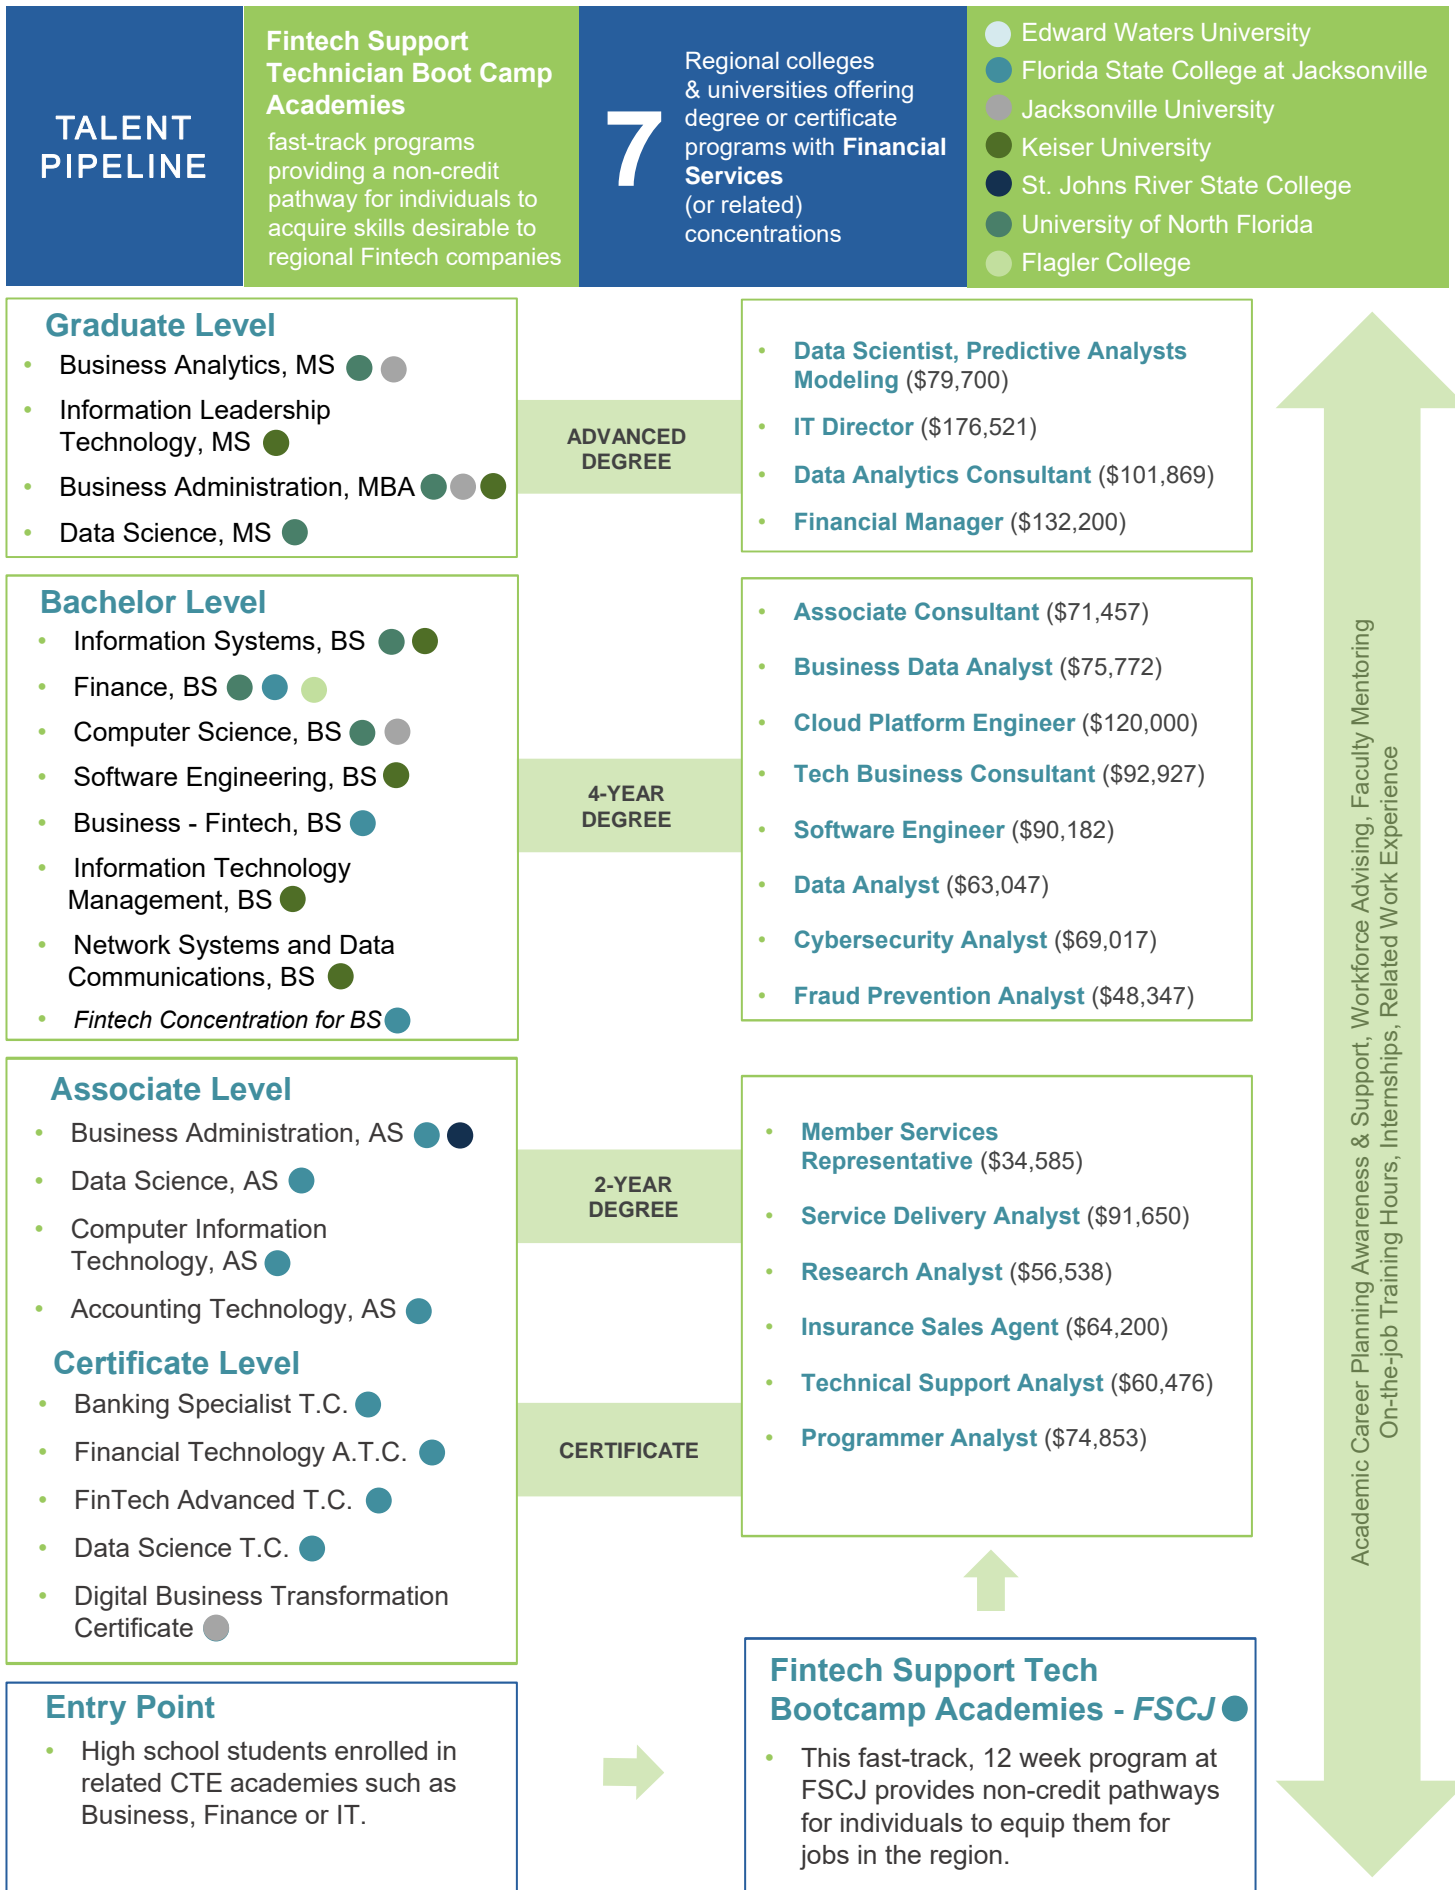 TALENT
PIPELINE
Fintech Support
Technician Boot Camp
Academies
fast-track programs
providing a non-credit
pathway for individuals to
acquire skills desirable to
regional Fintech companies
7
Regional colleges
& universities offering
degree or certificate
programs with Financial
Services
(or related)
concentrations
Edward Waters University
Florida State College at Jacksonville
Jacksonville University
Keiser University
St. Johns River State College
University of North Florida
Flagler College
Graduate Level
• Business Analytics, MS
• Information Leadership
Technology, MS
• Business Administration, MBA
• Data Science, MS
ADVANCED
DEGREE
• Data Scientist, Predictive Analysts
Modeling ($79,700)
• IT Director ($176,521)
• Data Analytics Consultant ($101,869)
• Financial Manager ($132,200)
Bachelor Level
• Information Systems, BS
• Finance, BS
• Computer Science, BS
• Software Engineering, BS
• Business - Fintech, BS
• Information Technology
Management, BS
• Network Systems and Data
Communications, BS
• Fintech Concentration for BS
4-YEAR
DEGREE
• Associate Consultant ($71,457)
• Business Data Analyst ($75,772)
• Cloud Platform Engineer ($120,000)
• Tech Business Consultant ($92,927)
• Software Engineer ($90,182)
• Data Analyst ($63,047)
• Cybersecurity Analyst ($69,017)
• Fraud Prevention Analyst ($48,347)
Associate Level
• Business Administration, AS
• Data Science, AS
• Computer Information
Technology, AS
• Accounting Technology, AS
2-YEAR
DEGREE
Certificate Level
• Banking Specialist T.C.
• Financial Technology A.T.C.
• FinTech Advanced T.C.
• Data Science T.C.
• Digital Business Transformation
Certificate
CERTIFICATE
• Member Services
Representative ($34,585)
• Service Delivery Analyst ($91,650)
• Research Analyst ($56,538)
• Insurance Sales Agent ($64,200)
• Technical Support Analyst ($60,476)
• Programmer Analyst ($74,853)
Entry Point
• High school students enrolled in
related CTE academies such as
Business, Finance or IT.
Fintech Support Tech
Bootcamp Academies - FSCJ
• This fast-track, 12 week program at
FSCJ provides non-credit pathways
for individuals to equip them for
jobs in the region.
Academic Career Planning Awareness & Support, Workforce Advising, Faculty Mentoring
On-the-job Training Hours, Internships, Related Work Experience